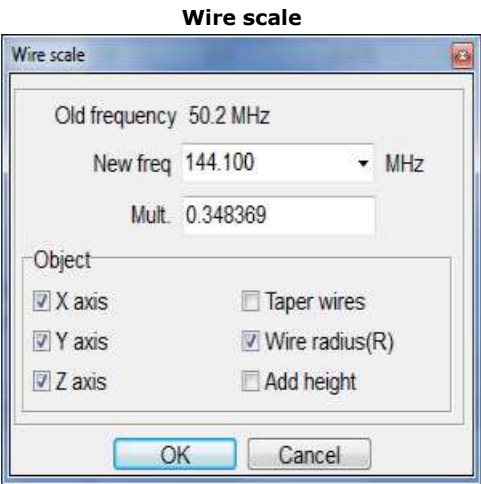 Wire scale
Wire scale
Old frequency 50.2 MHz
New freq 144.100 MHz
Mult. 0.348369
Object
X axis Taper wires
Y axis Wire radius(R)
Z axis Add height
OK Cancel